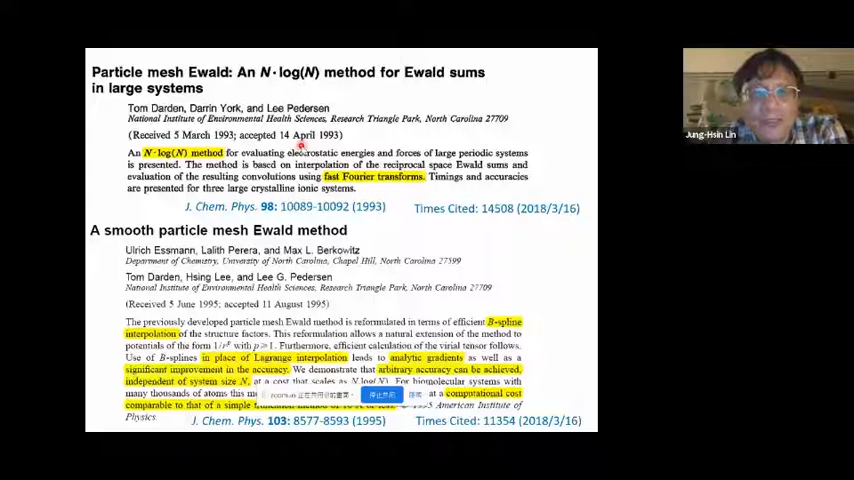 Particle mesh Ewald: An N·log(N) method for Ewald sums
in large systems
Tom Darden, Darrin York, and Lee Pedersen
National Institute of Environmental Health Sciences, Research Triangle Park, North Carolina 27709
(Received 5 March 1993; accepted 14 April 1993)
An N·log(N) method for evaluating electrostatic energies and forces of large periodic systems
is presented. The method is based on interpolation of the reciprocal space Ewald sums and
evaluation of the resulting convolutions using fast Fourier transforms. Timings and accuracies
are presented for three large crystalline ionic systems.
J. Chem. Phys. 98: 10089-10092 (1993) Times Cited: 14508 (2018/3/16)
A smooth particle mesh Ewald method
Ulrich Essmann, Lalith Perera, and Max L. Berkowitz
Department of Chemistry, University of North Carolina, Chapel Hill, North Carolina 27599
Tom Darden, Hsing Lee, and Lee G. Pedersen
National Institute of Environmental Health Sciences, Research Triangle Park, North Carolina 27709
(Received 5 June 1995; accepted 11 August 1995)
The previously developed particle mesh Ewald method is reformulated in terms of efficient B-spline
interpolation of the structure factors. This reformulation allows a natural extension of the method to
potentials of the form 1/r^p with p≥1. Furthermore, efficient calculation of the virial tensor follows.
Use of B-splines in place of Lagrange interpolation leads to analytic gradients as well as a
significant improvement in the accuracy. We demonstrate that arbitrary accuracy can be achieved,
independent of system size N, at a cost that scales as N log(N). For biomolecular systems with
many thousands of atoms this at a computational cost
comparable to that of a simple 1995 American Institute of
Physics.
停止共享
J. Chem. Phys. 103: 8577-8593 (1995) Times Cited: 11354 (2018/3/16)
Jung-Hsin Lin